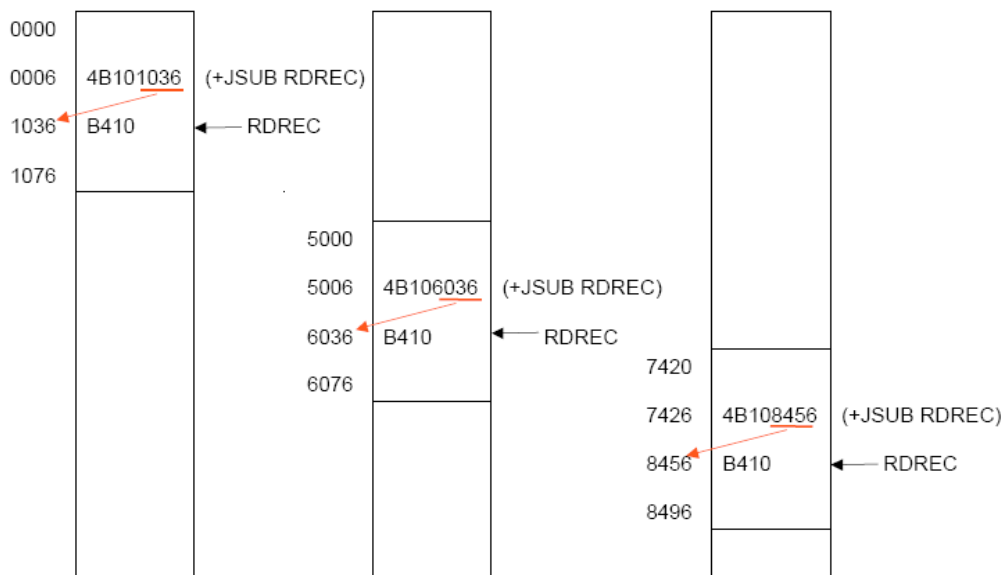 0000
0006 4B101036 (+JSUB RDREC)
1036 B410 RDREC
1076
5000
5006 4B106036 (+JSUB RDREC)
6036 B410 RDREC
6076
7420
7426 4B108456 (+JSUB RDREC)
8456 B410 RDREC
8496